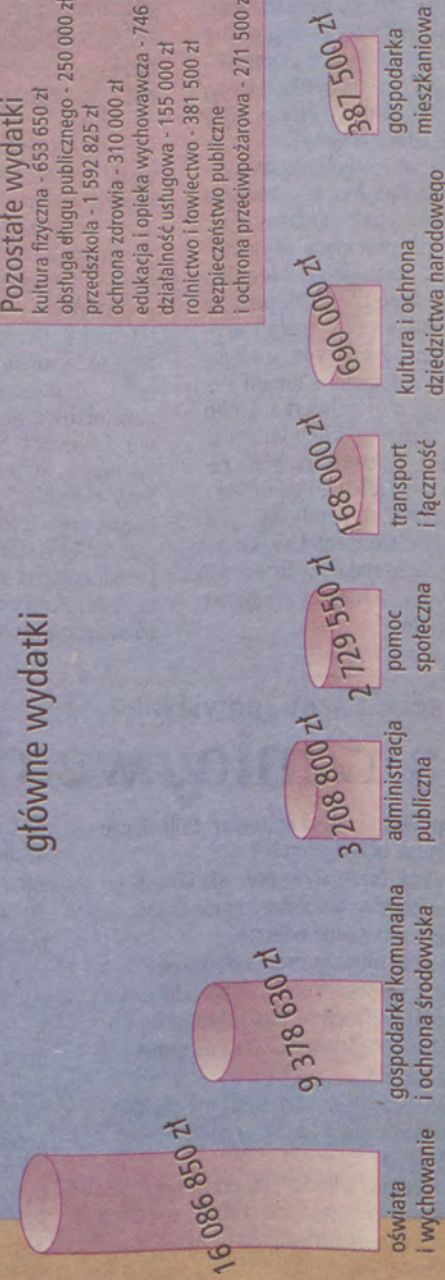 główne wydatki
Pozostałe wydatki
kultura fizyczna - 653 650 zł
obsługa długu publicznego - 250 000 zł
przedszkola - 1 592 825 zł
ochrona zdrowia - 310 000 zł
edukacja i opieka wychowawcza - 746
działalność usługowa - 155 000 zł
rolnictwo i łowiectwo - 381 500 zł
bezpieczeństwo publiczne
i ochrona przeciwpożarowa - 271 500 z
16 086 850 zł
oświata
i wychowanie
9 378 630 zł
gospodarka komunalna
i ochrona środowiska
3 208 800 zł
administracja
publiczna
2 729 550 zł
pomoc
społeczna
168 000 zł
transport
i łączność
690 000 zł
kultura i ochrona
dziedzictwa narodowego
387 500 zł
gospodarka
mieszkaniowa